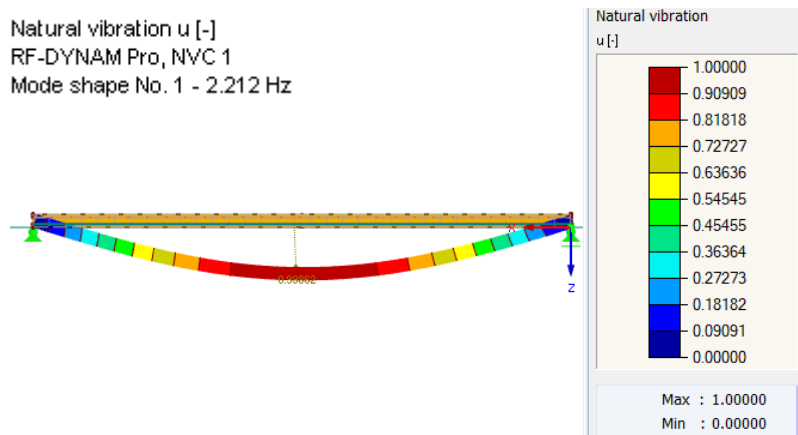 Natural vibration u [-]
RF-DYNAM Pro, NVC 1
Mode shape No. 1 - 2.212 Hz
X
Z
Natural vibration
u [-]
1.00000
0.90909
0.81818
0.72727
0.63636
0.54545
0.45455
0.36364
0.27273
0.18182
0.09091
0.00000
Max : 1.00000
Min : 0.00000